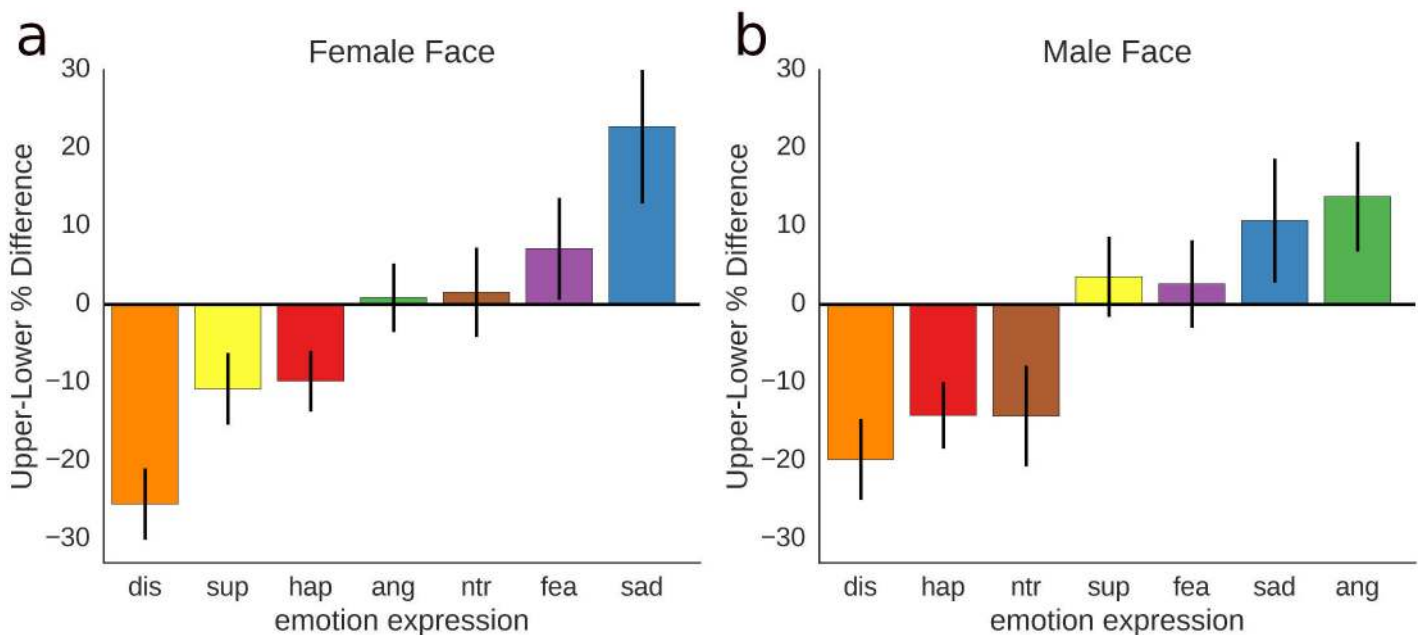 a
Female Face
Upper-Lower % Difference
30
20
10
0
−10
−20
−30
dis sup hap ang ntr fea sad
emotion expression
b
Male Face
Upper-Lower % Difference
30
20
10
0
−10
−20
−30
dis hap ntr sup fea sad ang
emotion expression